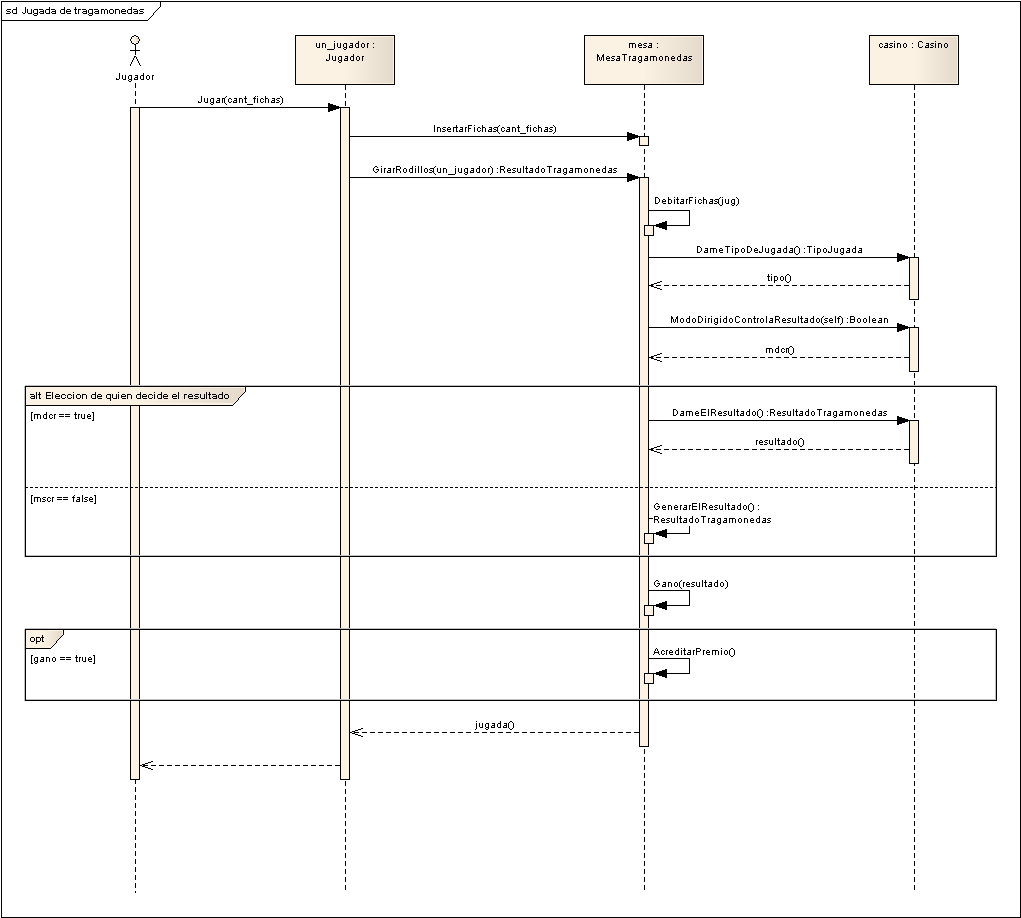 sd Jugada de tragamonedas
Jugador
un_jugador :
Jugador
mesa :
MesaTragamonedas
casino : Casino
Jugar(cant_fichas)
InsertarFichas(cant_fichas)
GirarRodillos(un_jugador) :ResultadoTragamonedas
DebitarFichas(jug)
DameTipoDeJugada() :TipoJugada
tipo()
ModoDirigidoControlaResultado(self) :Boolean
mdcr()
alt Eleccion de quien decide el resultado
[mdcr == true]
DameElResultado() :ResultadoTragamonedas
resultado()
[mscr == false]
GenerarElResultado() :
ResultadoTragamonedas
Gano(resultado)
opt
[gano == true]
AcreditarPremio()
jugada()